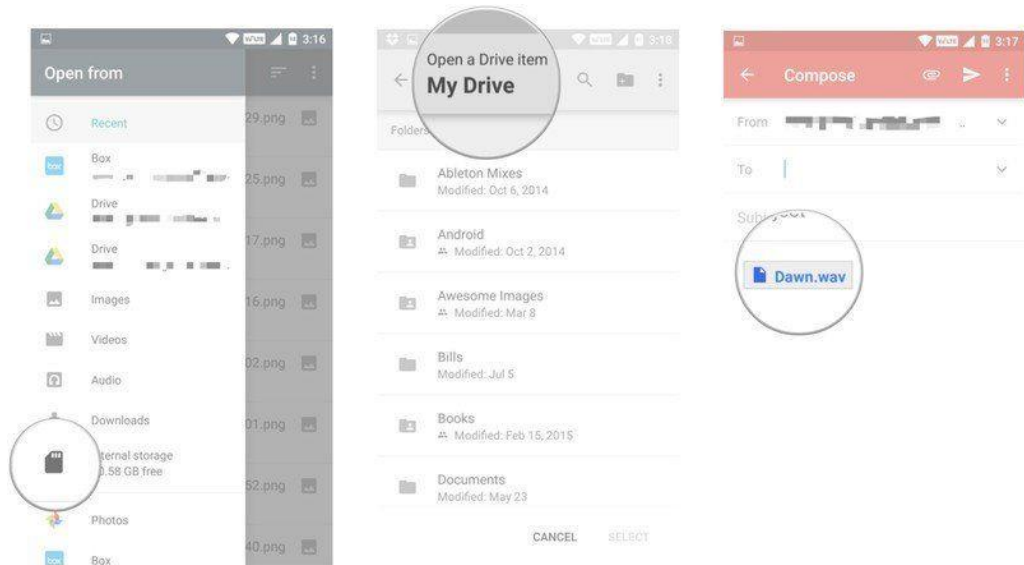 3:16
Open from
Recent
Box
box
Drive
Drive
Images
Videos
Audio
Downloads
ternal storage
.58 GB free
Photos
Box
box
29.png
25.png
17.png
16.png
02.png
01.png
52.png
40.png
3:18
Open a Drive item
My Drive
Folders
Ableton Mixes
Modified: Oct 6, 2014
Android
Modified: Oct 2, 2014
Awesome Images
Modified: Mar 8
Bills
Modified: Jul 5
Books
Modified: Feb 15, 2015
Documents
Modified: May 23
CANCEL SELECT
3:17
Compose
From
To
Subject
Dawn.wav